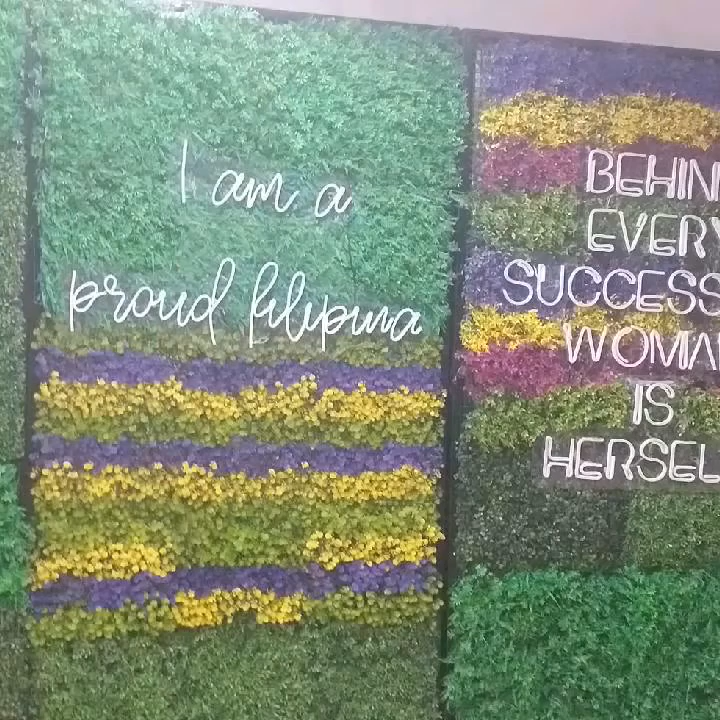 I am a
proud filipina
BEHIN
EVERY
SUCCESS
WOMA
IS
HERSEL